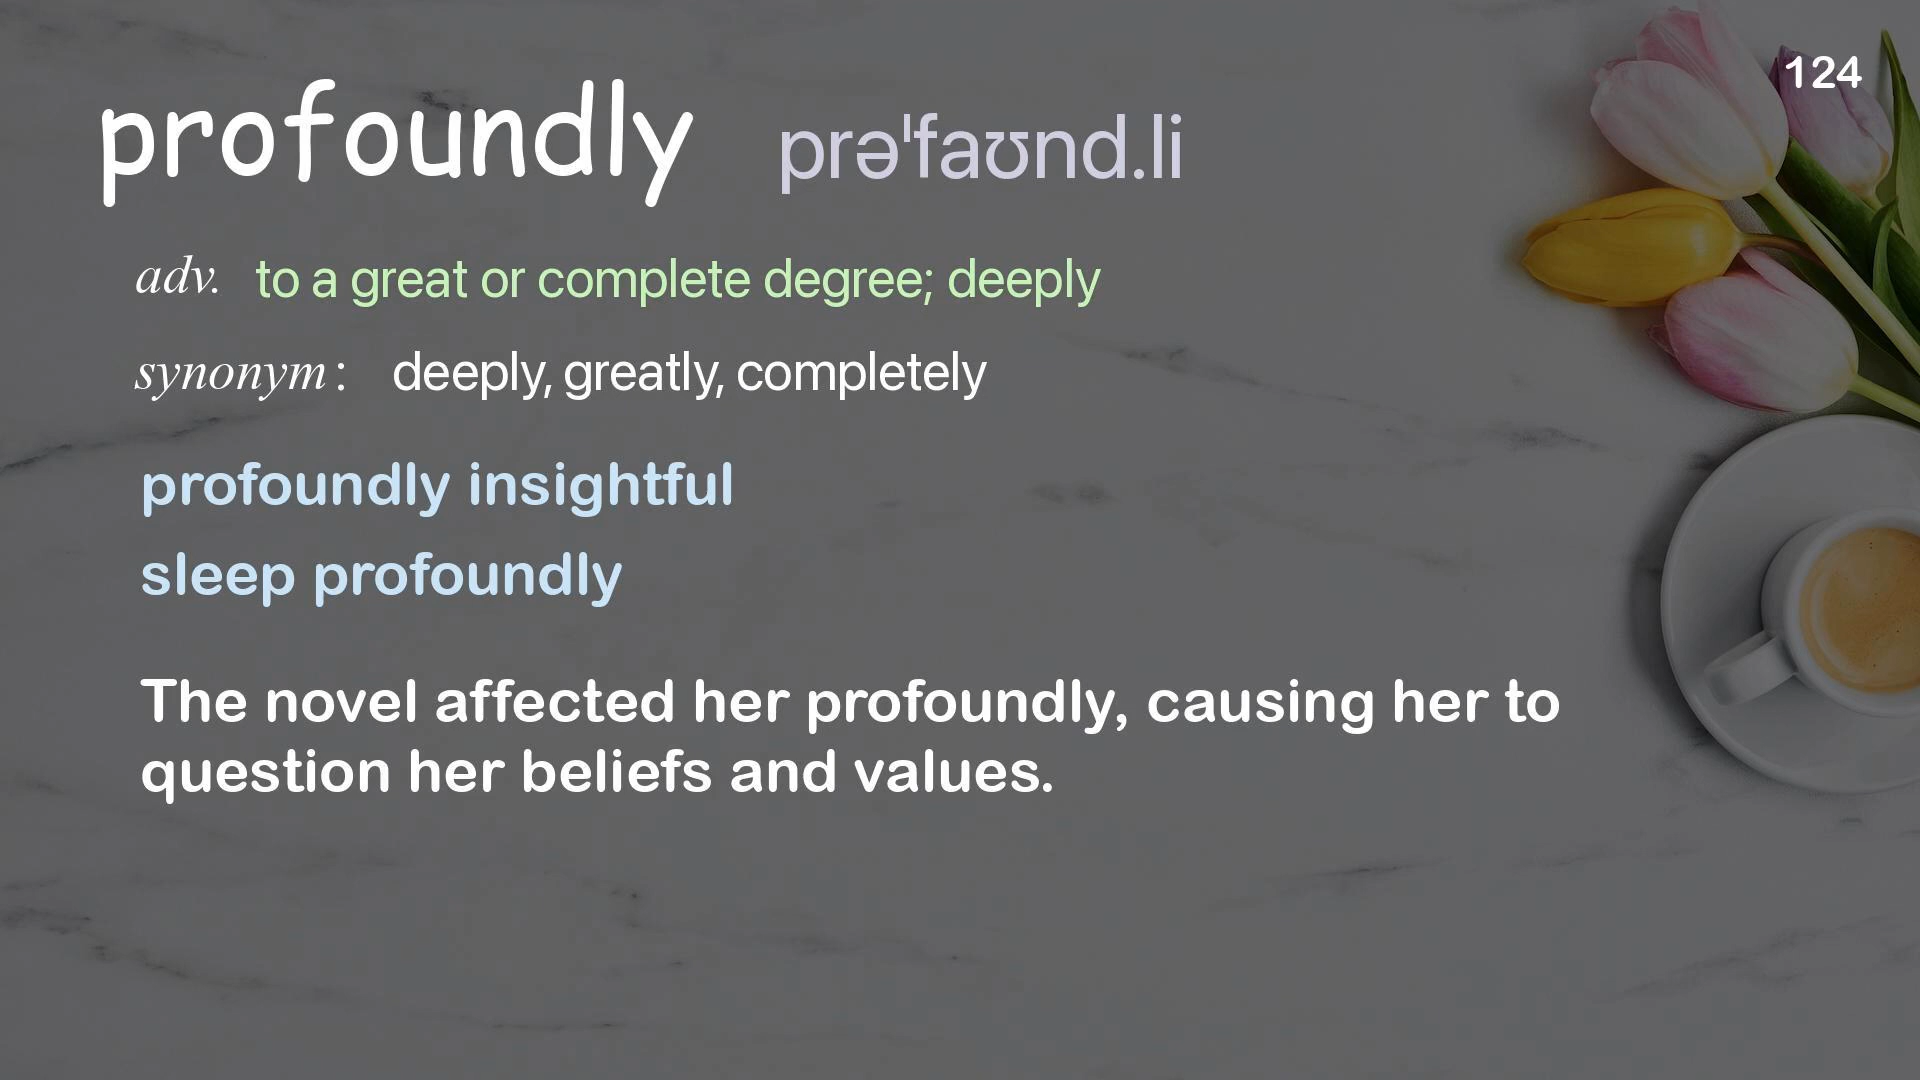 124
profoundly prəˈfaʊnd.li
adv. to a great or complete degree; deeply
synonym : deeply, greatly, completely
profoundly insightful
sleep profoundly
The novel affected her profoundly, causing her to
question her beliefs and values.